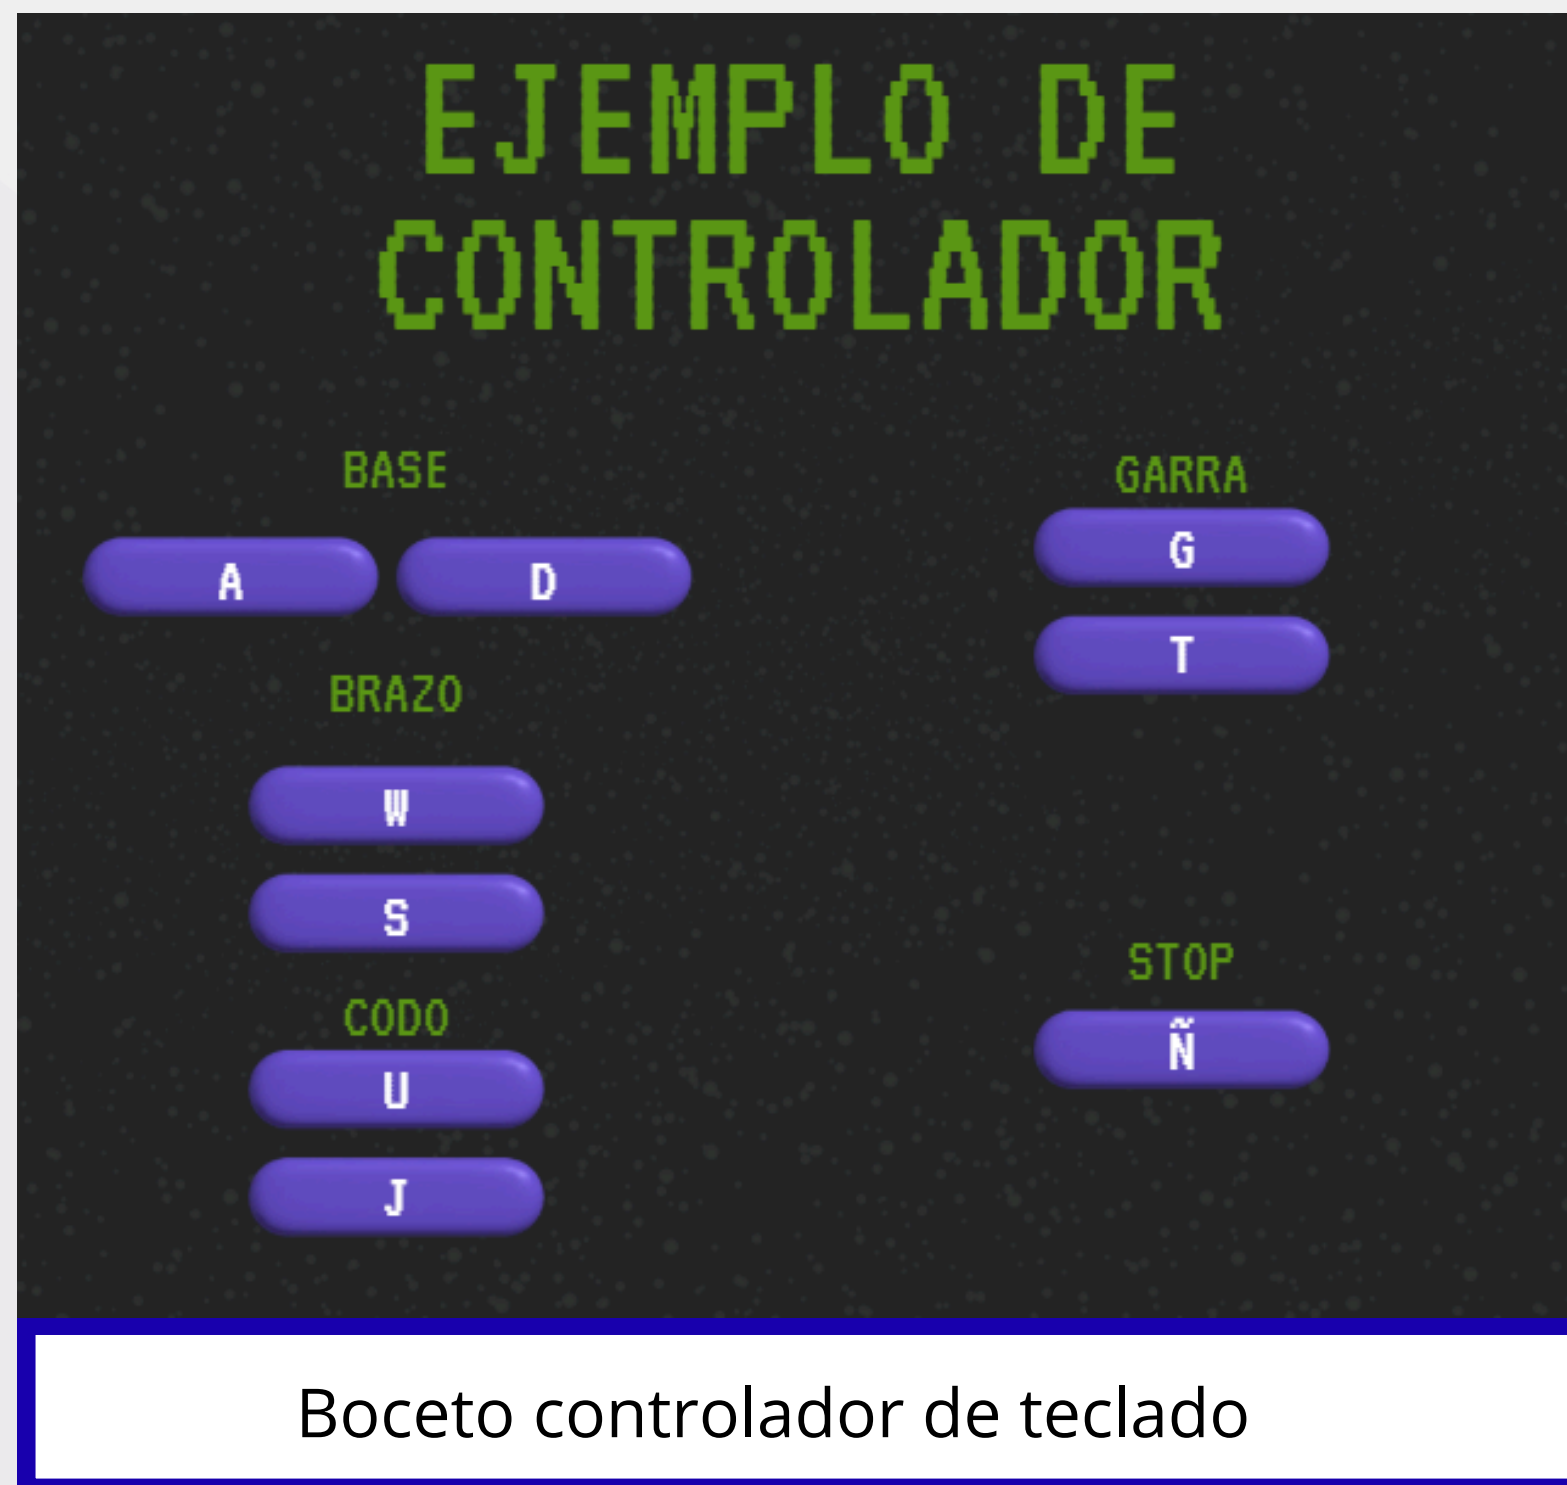 EJEMPLO DE
CONTROLADOR
BASE
A D
BRAZO
W
S
CODO
U
J
GARRA
G
T
STOP
Ñ
Boceto controlador de teclado